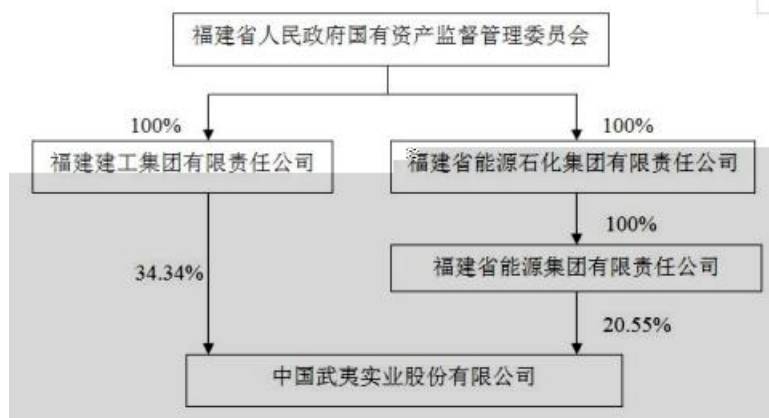 福建省人民政府国有资产监督管理委员会
100%
100%
福建建工集团有限责任公司
福建省能源石化集团有限责任公司
100%
福建省能源集团有限责任公司
34.34%
20.55%
中国武夷实业股份有限公司